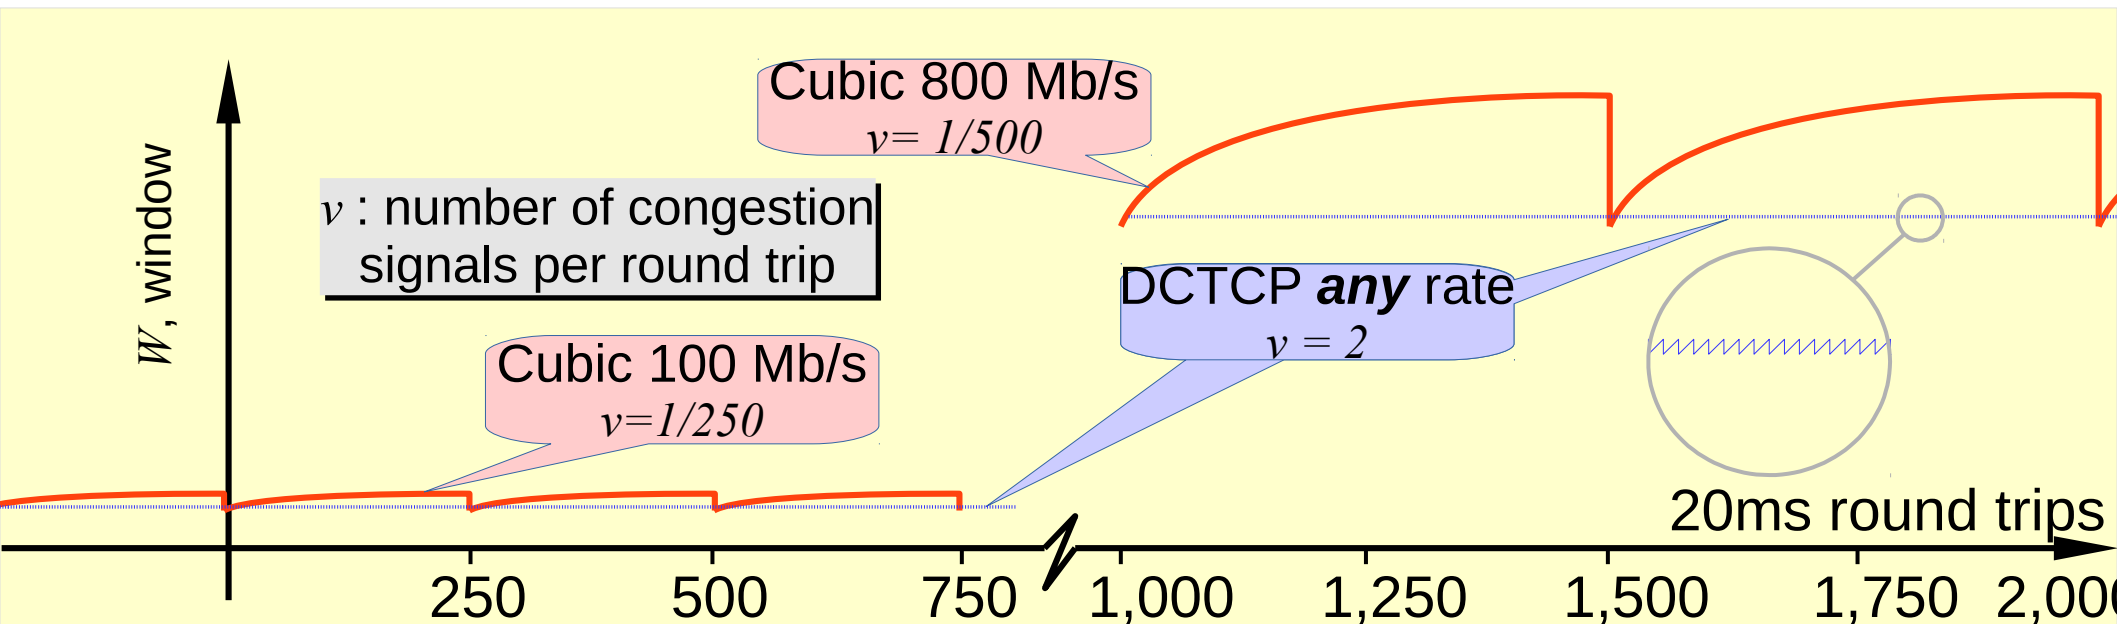 Cubic 800 Mb/s
v= 1/500
W, window
v : number of congestion
signals per round trip
DCTCP any rate
v = 2
Cubic 100 Mb/s
v=1/250
20ms round trips
250 500 750 1,000 1,250 1,500 1,750 2,000